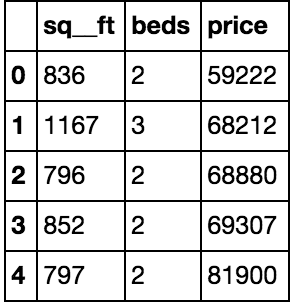 sq__ft beds price
0 836 2 59222
1 1167 3 68212
2 796 2 68880
3 852 2 69307
4 797 2 81900